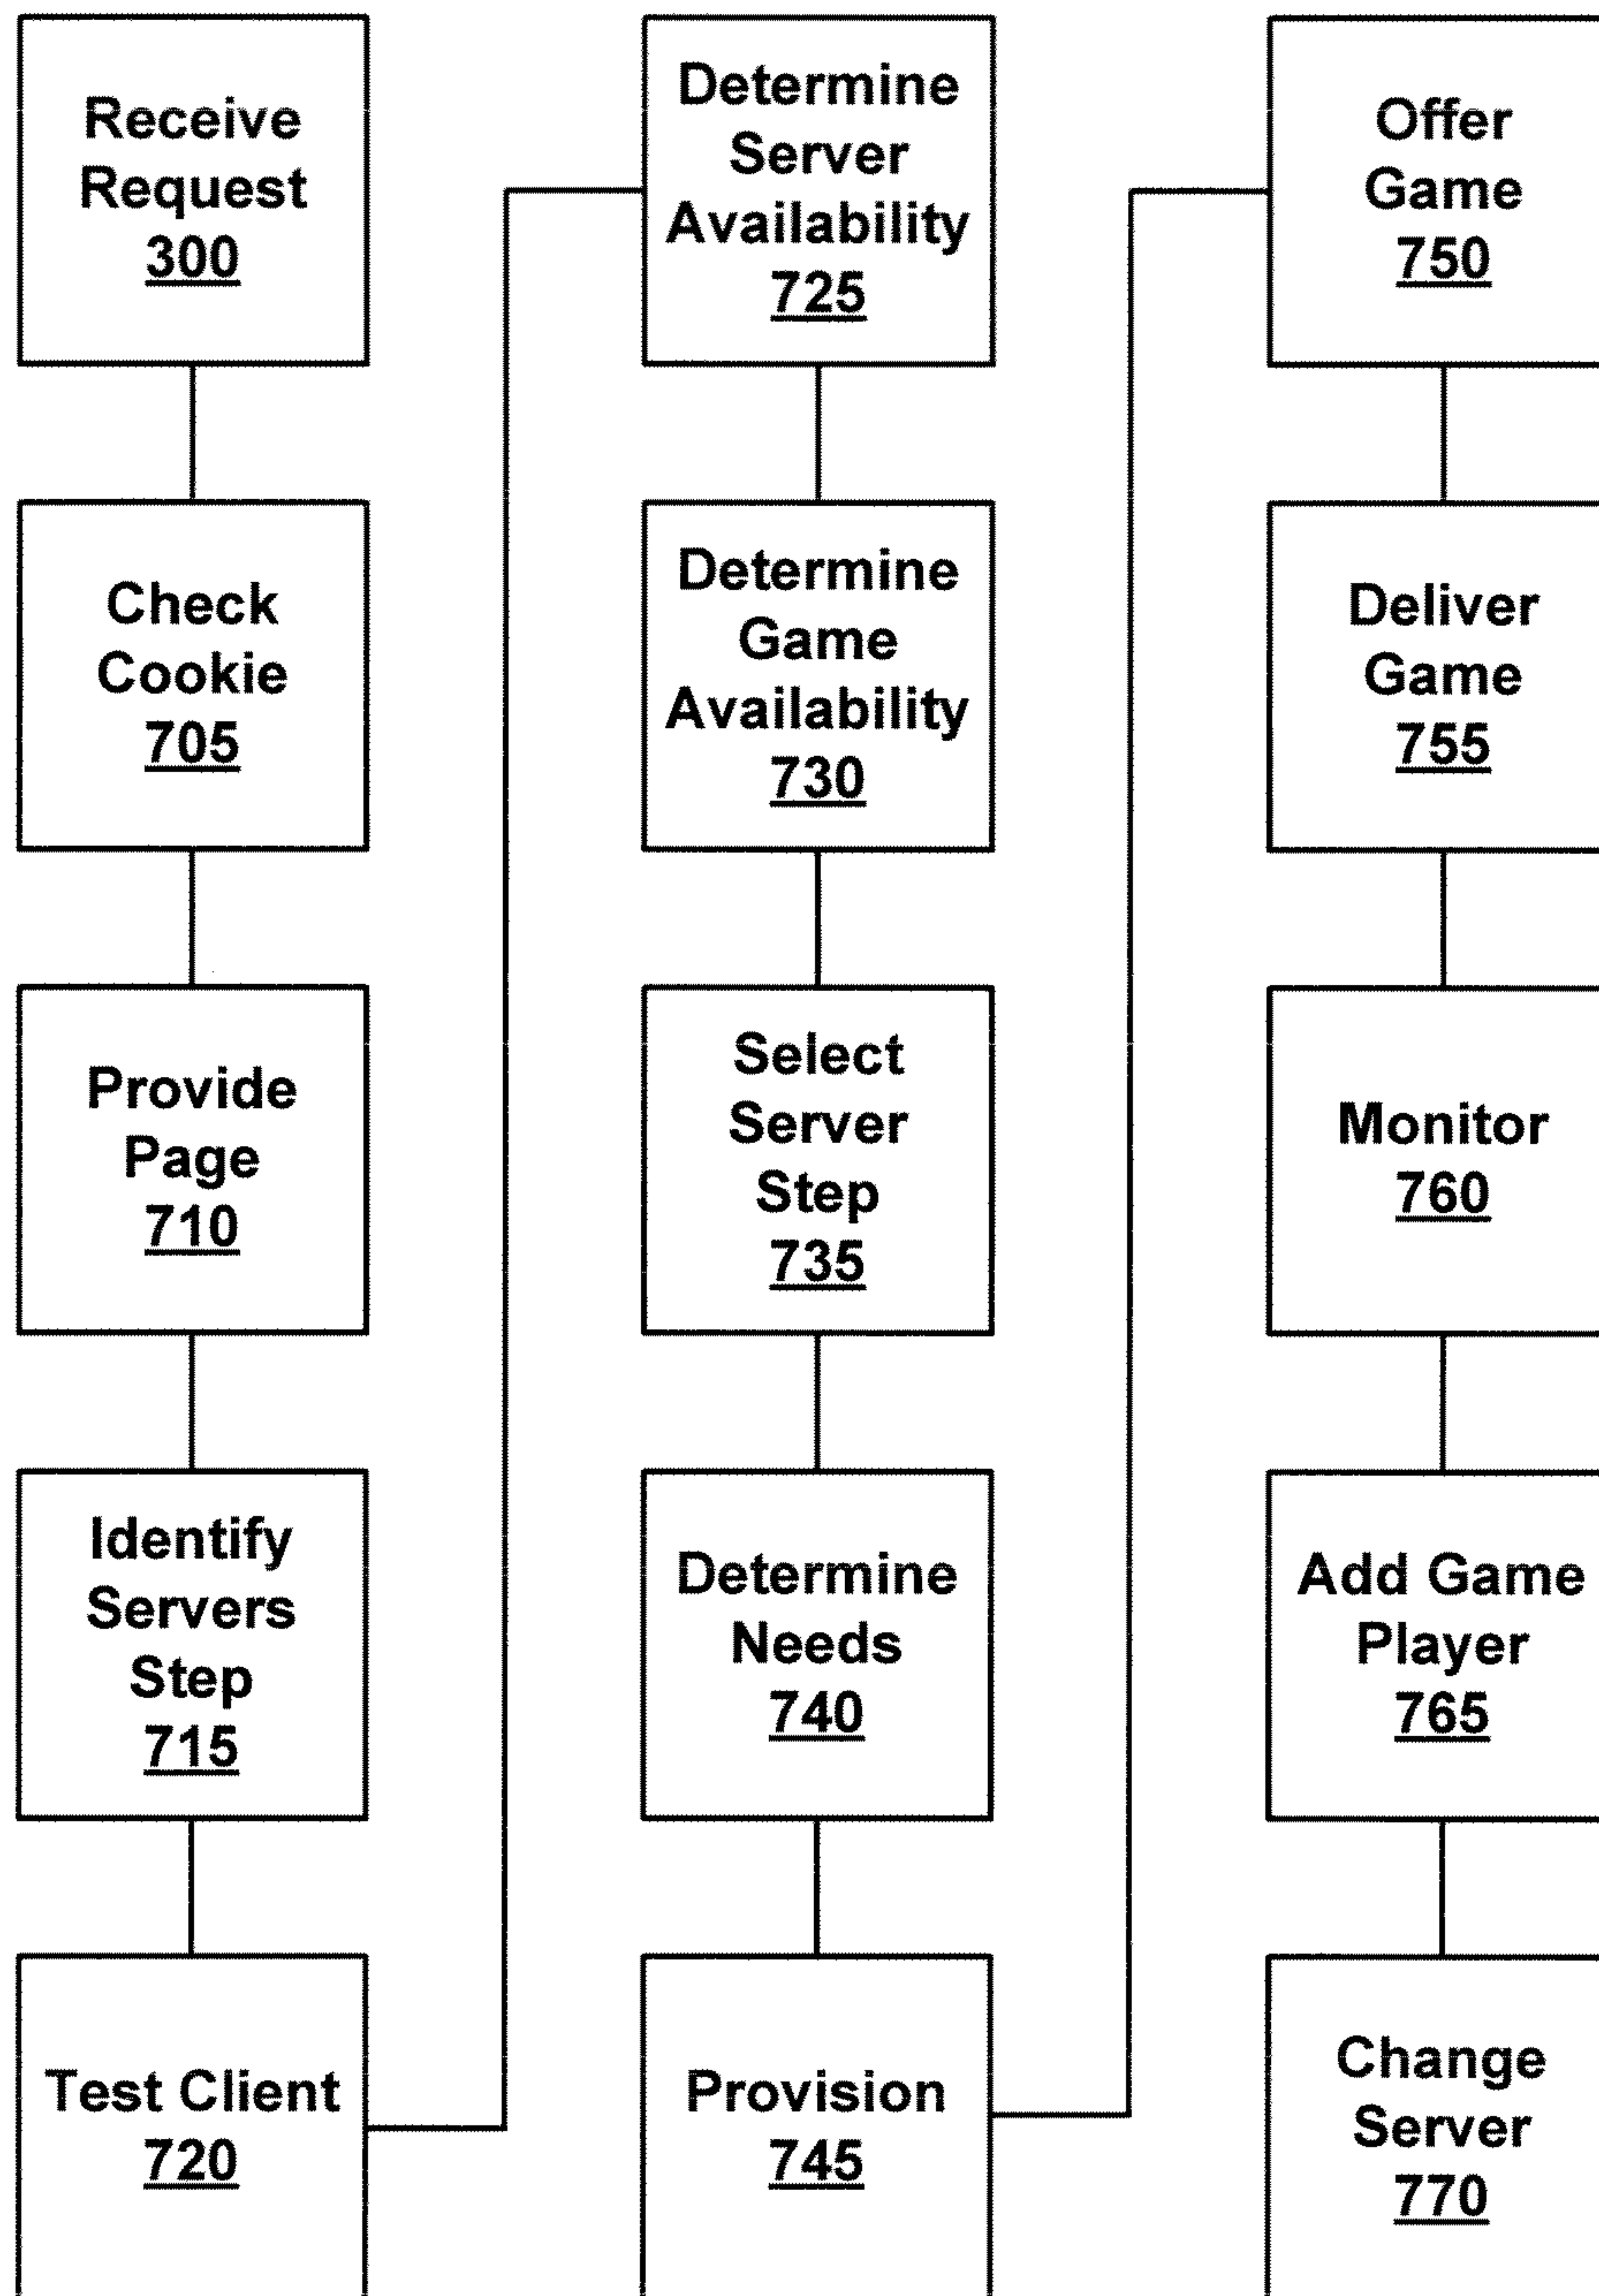 Receive
Request
300
Check
Cookie
705
Provide
Page
710
Identify
Servers
Step
715
Test Client
720
Determine
Server
Availability
725
Determine
Game
Availability
730
Select
Server
Step
735
Determine
Needs
740
Provision
745
Offer
Game
750
Deliver
Game
755
Monitor
760
Add Game
Player
765
Change
Server
770